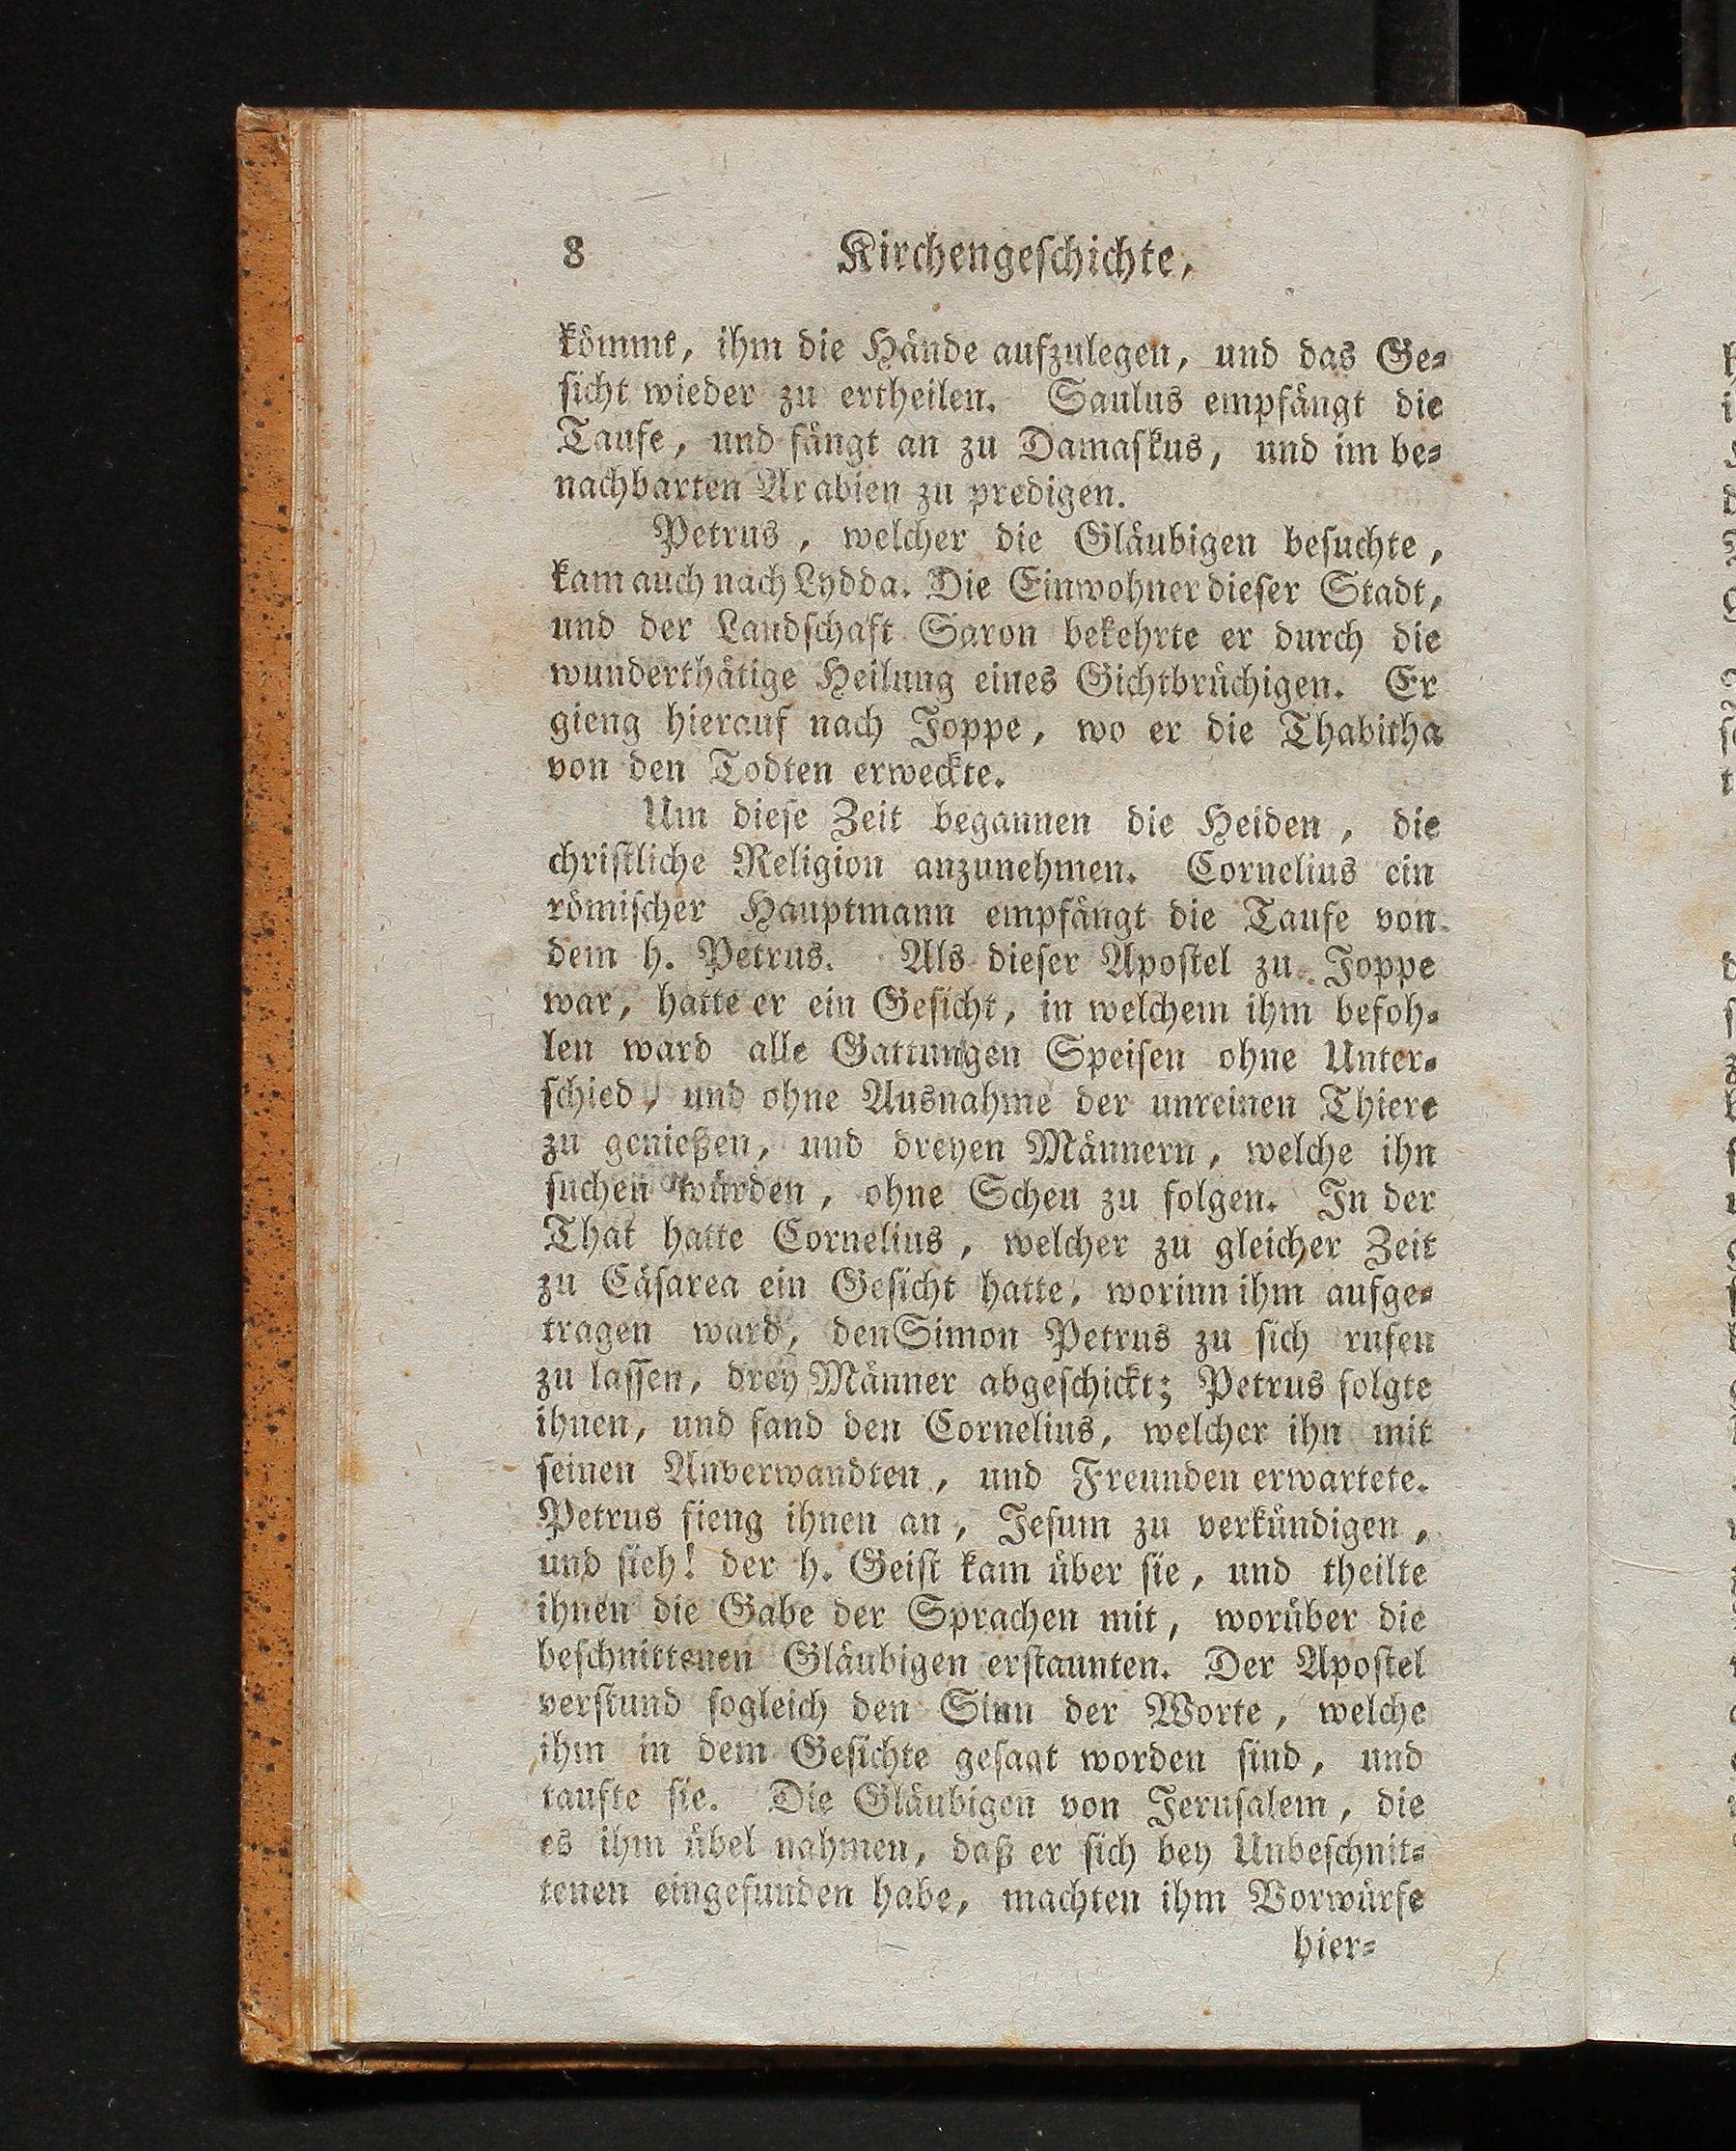 8 Kirchengeschichte,
kömmt, ihm die Hände aufzulegen, und das Ge-
sicht wieder zu ertheilen. Saulus empfängt die
Taufe, und fängt an zu Damaskus, und im be-
nachbarten Arabien zu predigen.
Petrus, welcher die Gläubigen besuchte,
kam auch nach Lydda. Die Einwohner dieser Stadt,
und der Landschaft Saron bekehrte er durch die
wunderthätige Heilung eines Gichtbrüchigen. Er
gieng hierauf nach Joppe, wo er die Thabitha
von den Todten erweckte.
Um diese Zeit begannen die Heiden, die
christliche Religion anzunehmen. Cornelius ein
römischer Hauptmann empfängt die Taufe von
dem h. Petrus. Als dieser Apostel zu Joppe
war, hatte er ein Gesicht, in welchem ihm befoh-
len ward alle Gattungen Speisen ohne Unter-
schied, und ohne Ausnahme der unreinen Thiere
zu genießen, und dreyen Männern, welche ihn
suchen würden, ohne Scheu zu folgen. In der
That hatte Cornelius, welcher zu gleicher Zeit
zu Cäsarea ein Gesicht hatte, worinn ihm aufge-
tragen ward, den Simon Petrus zu sich rufen
zu lassen, drey Männer abgeschickt; Petrus folgte
ihnen, und fand den Cornelius, welcher ihn mit
seinen Anverwandten, und Freunden erwartete.
Petrus fieng ihnen an, Jesum zu verkündigen,
und sieh! der h. Geist kam über sie, und theilte
ihnen die Gabe der Sprachen mit, worüber die
beschnittenen Gläubigen erstaunten. Der Apostel
verstund sogleich den Sinn der Worte, welche
ihm in dem Gesichte gesagt worden sind, und
taufte sie. Die Gläubigen von Jerusalem, die
es ihm übel nahmen, daß er sich bey Unbeschnit-
tenen eingefunden habe, machten ihm Vorwürfe
hier-